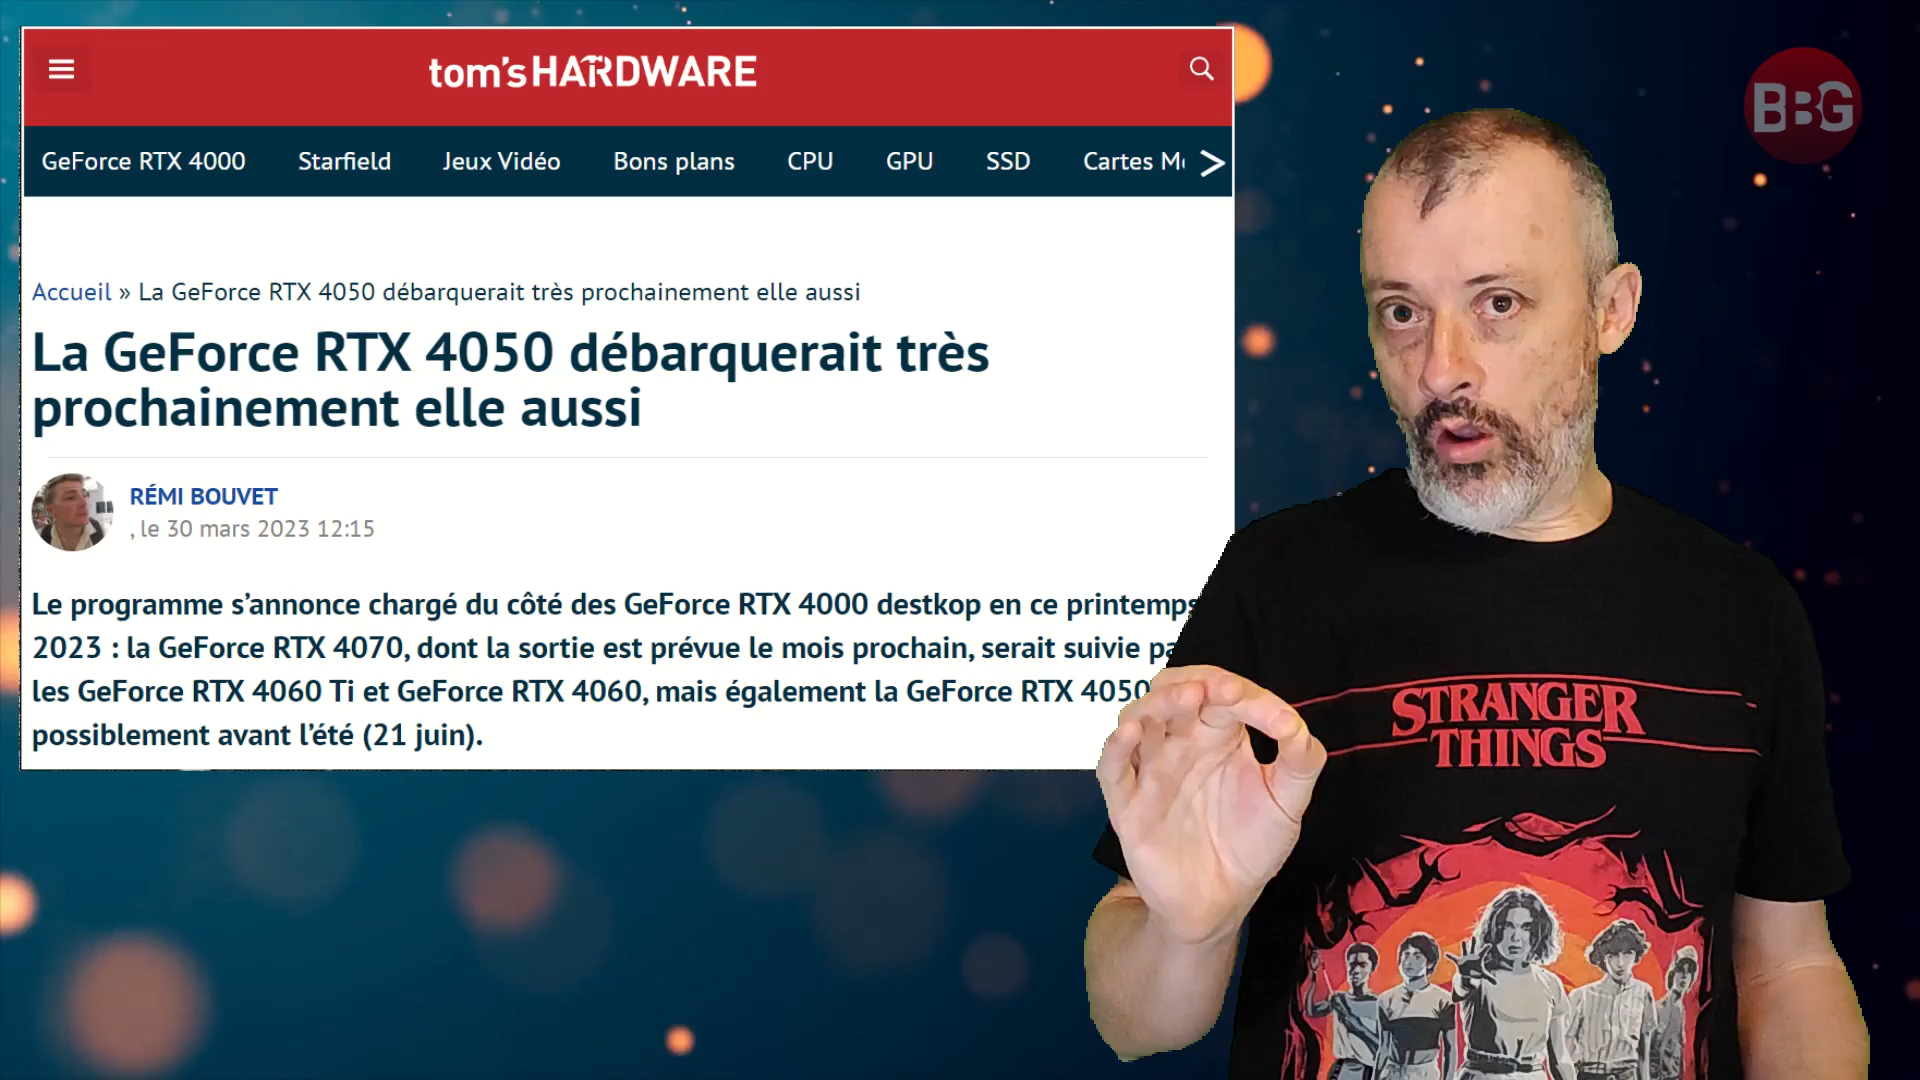 tom's HARDWARE
BBG
GeForce RTX 4000 Starfield Jeux Vidéo Bons plans CPU GPU SSD Cartes
Accueil » La GeForce RTX 4050 débarquerait très prochainement elle aussi
La GeForce RTX 4050 débarquerait très
prochainement elle aussi
RÉMI BOUVET
, le 30 mars 2023 12:15
Le programme s'annonce chargé du côté des GeForce RTX 4000 destkop en ce printemps
2023 : la GeForce RTX 4070, dont la sortie est prévue le mois prochain, serait suivie
les GeForce RTX 4060 Ti et GeForce RTX 4060, mais également la GeForce RTX 4050
possiblement avant l'été (21 juin).
STRANGER
THINGS